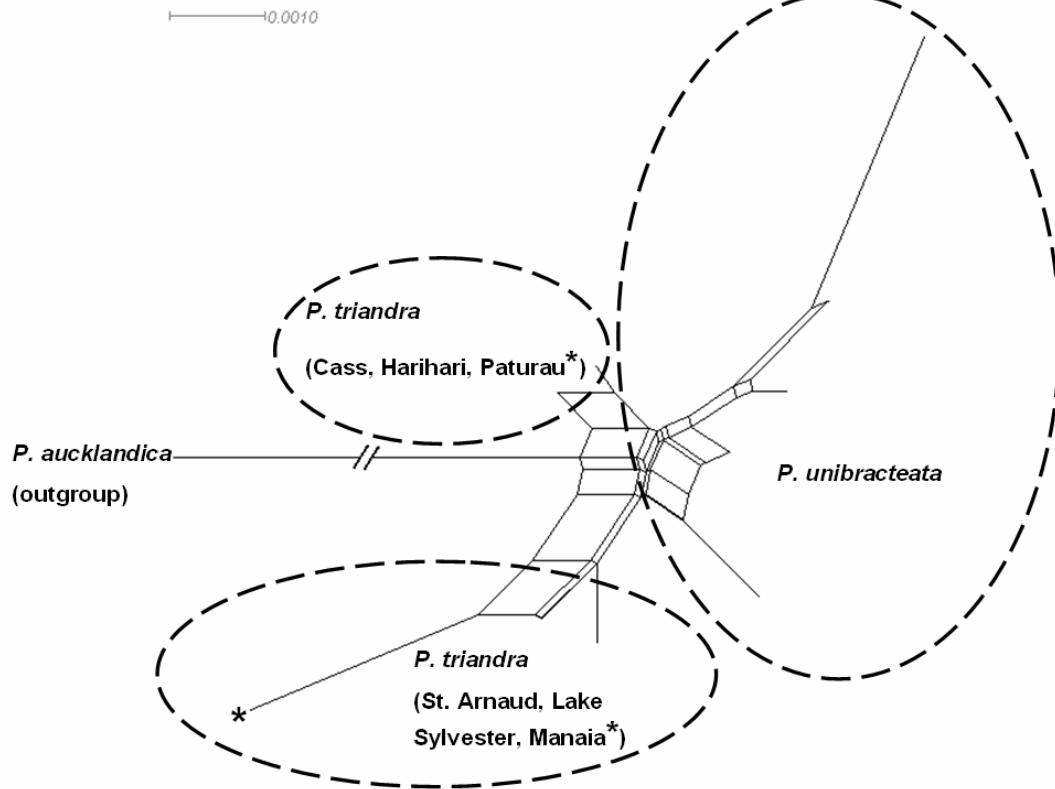 0.0010
P. triandra
(Cass, Harihari, Paturau*)
P. aucklandica
(outgroup)
P. unibracteata
P. triandra
(St. Arnaud, Lake
Sylvester, Manaia*)
*